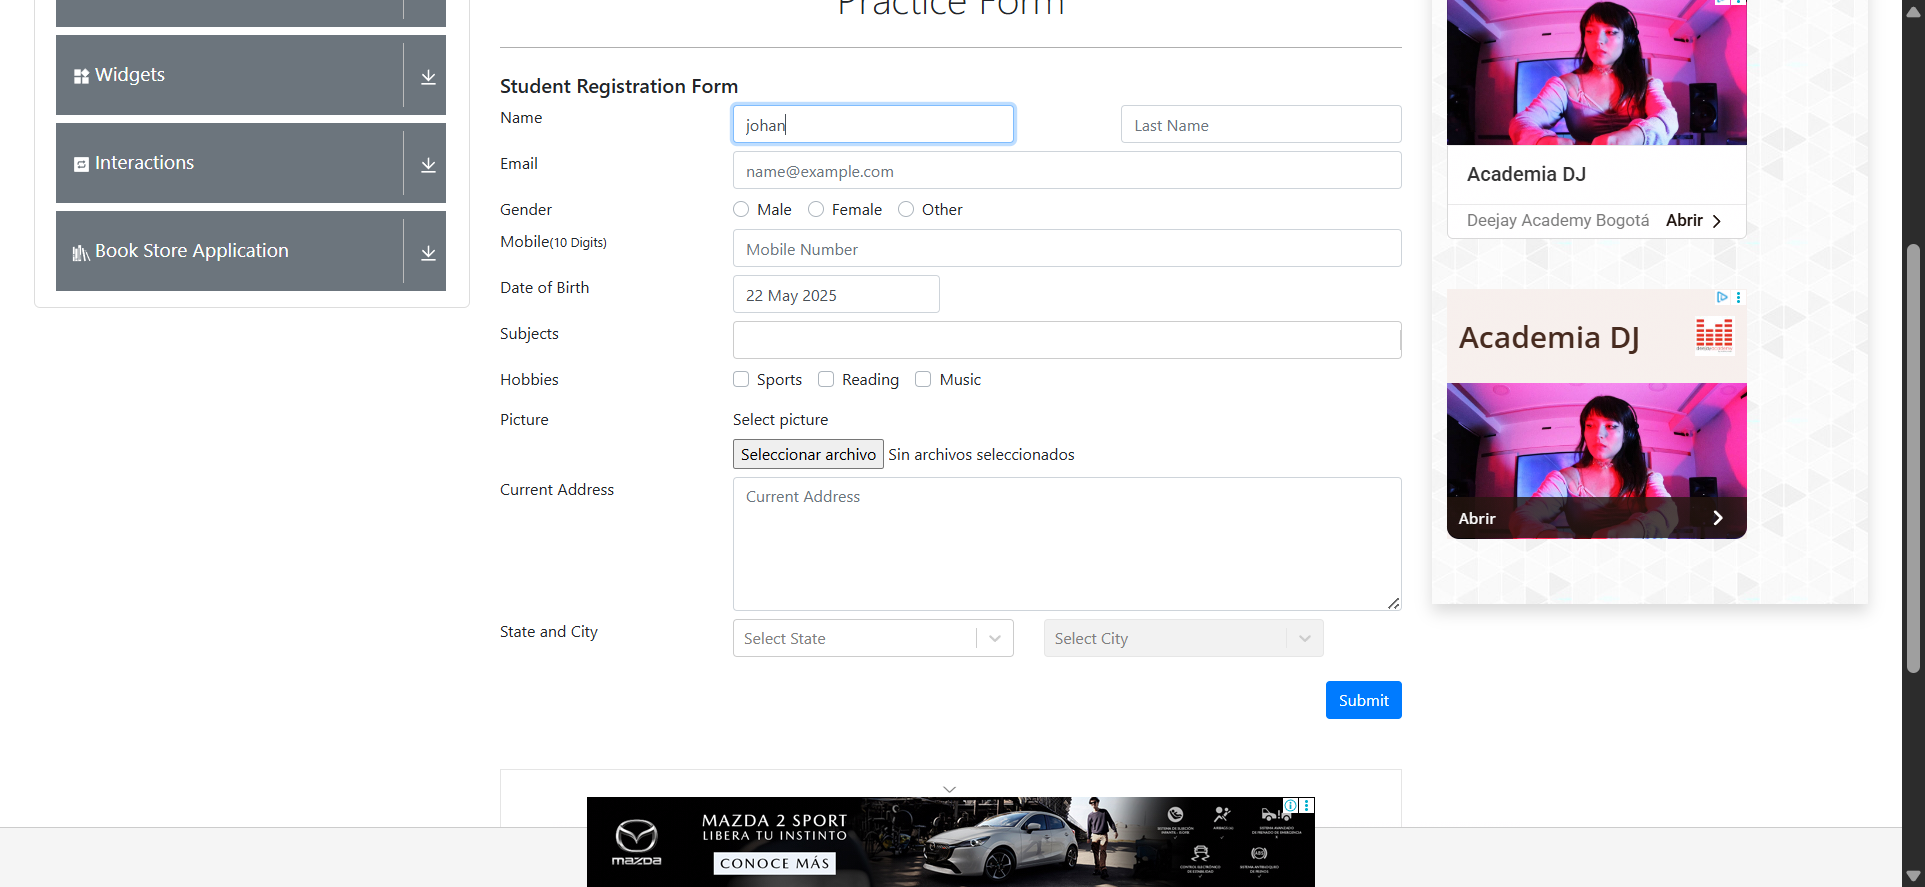 Practice Form
Widgets
Interactions
Book Store Application
Student Registration Form
Name
johan
Last Name
Email
name@example.com
Gender
Male
Female
Other
Mobile(10 Digits)
Mobile Number
Date of Birth
22 May 2025
Subjects
Hobbies
Sports
Reading
Music
Picture
Select picture
Seleccionar archivo Sin archivos seleccionados
Current Address
Current Address
State and City
Select State
Select City
Submit
Academia DJ
Deejay Academy Bogotá
Abrir
Academia DJ
Abrir
mazda
MAZDA 2 SPORT
LIBERA TU INSTINTO
CONOCE MÁS